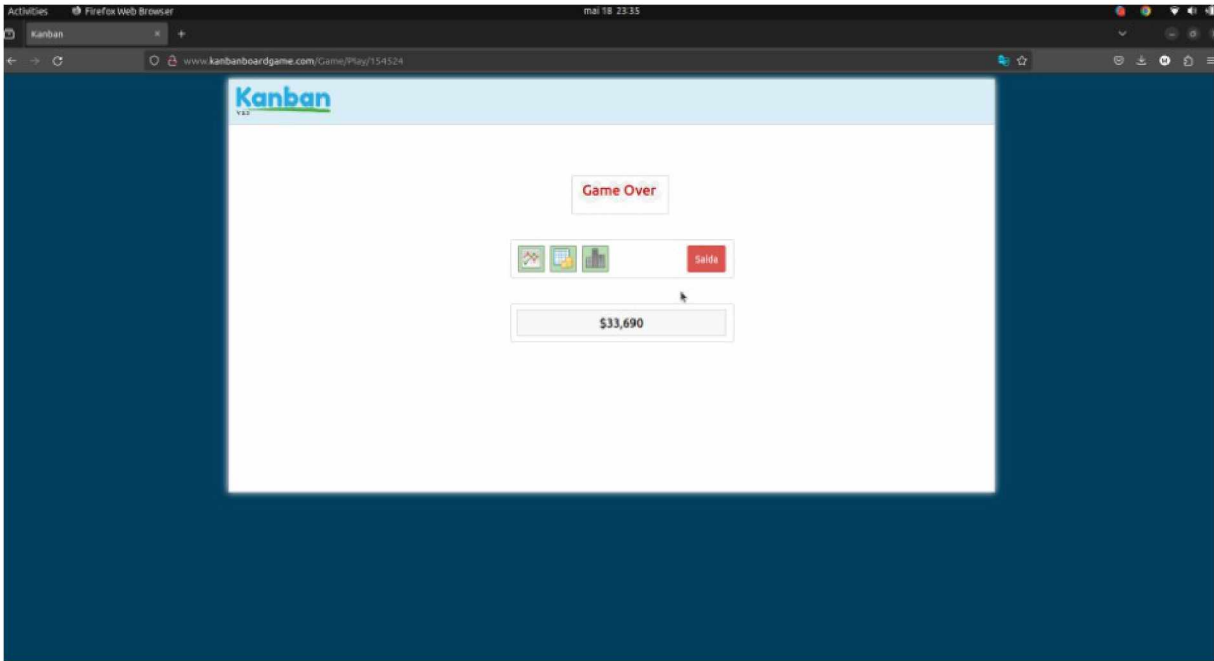 Activities Firefox Web Browser mai 18 23:35
Kanban × +
www.kanbanboardgame.com/Game/Play/154524
Kanban
Game Over
Saída
$33,690